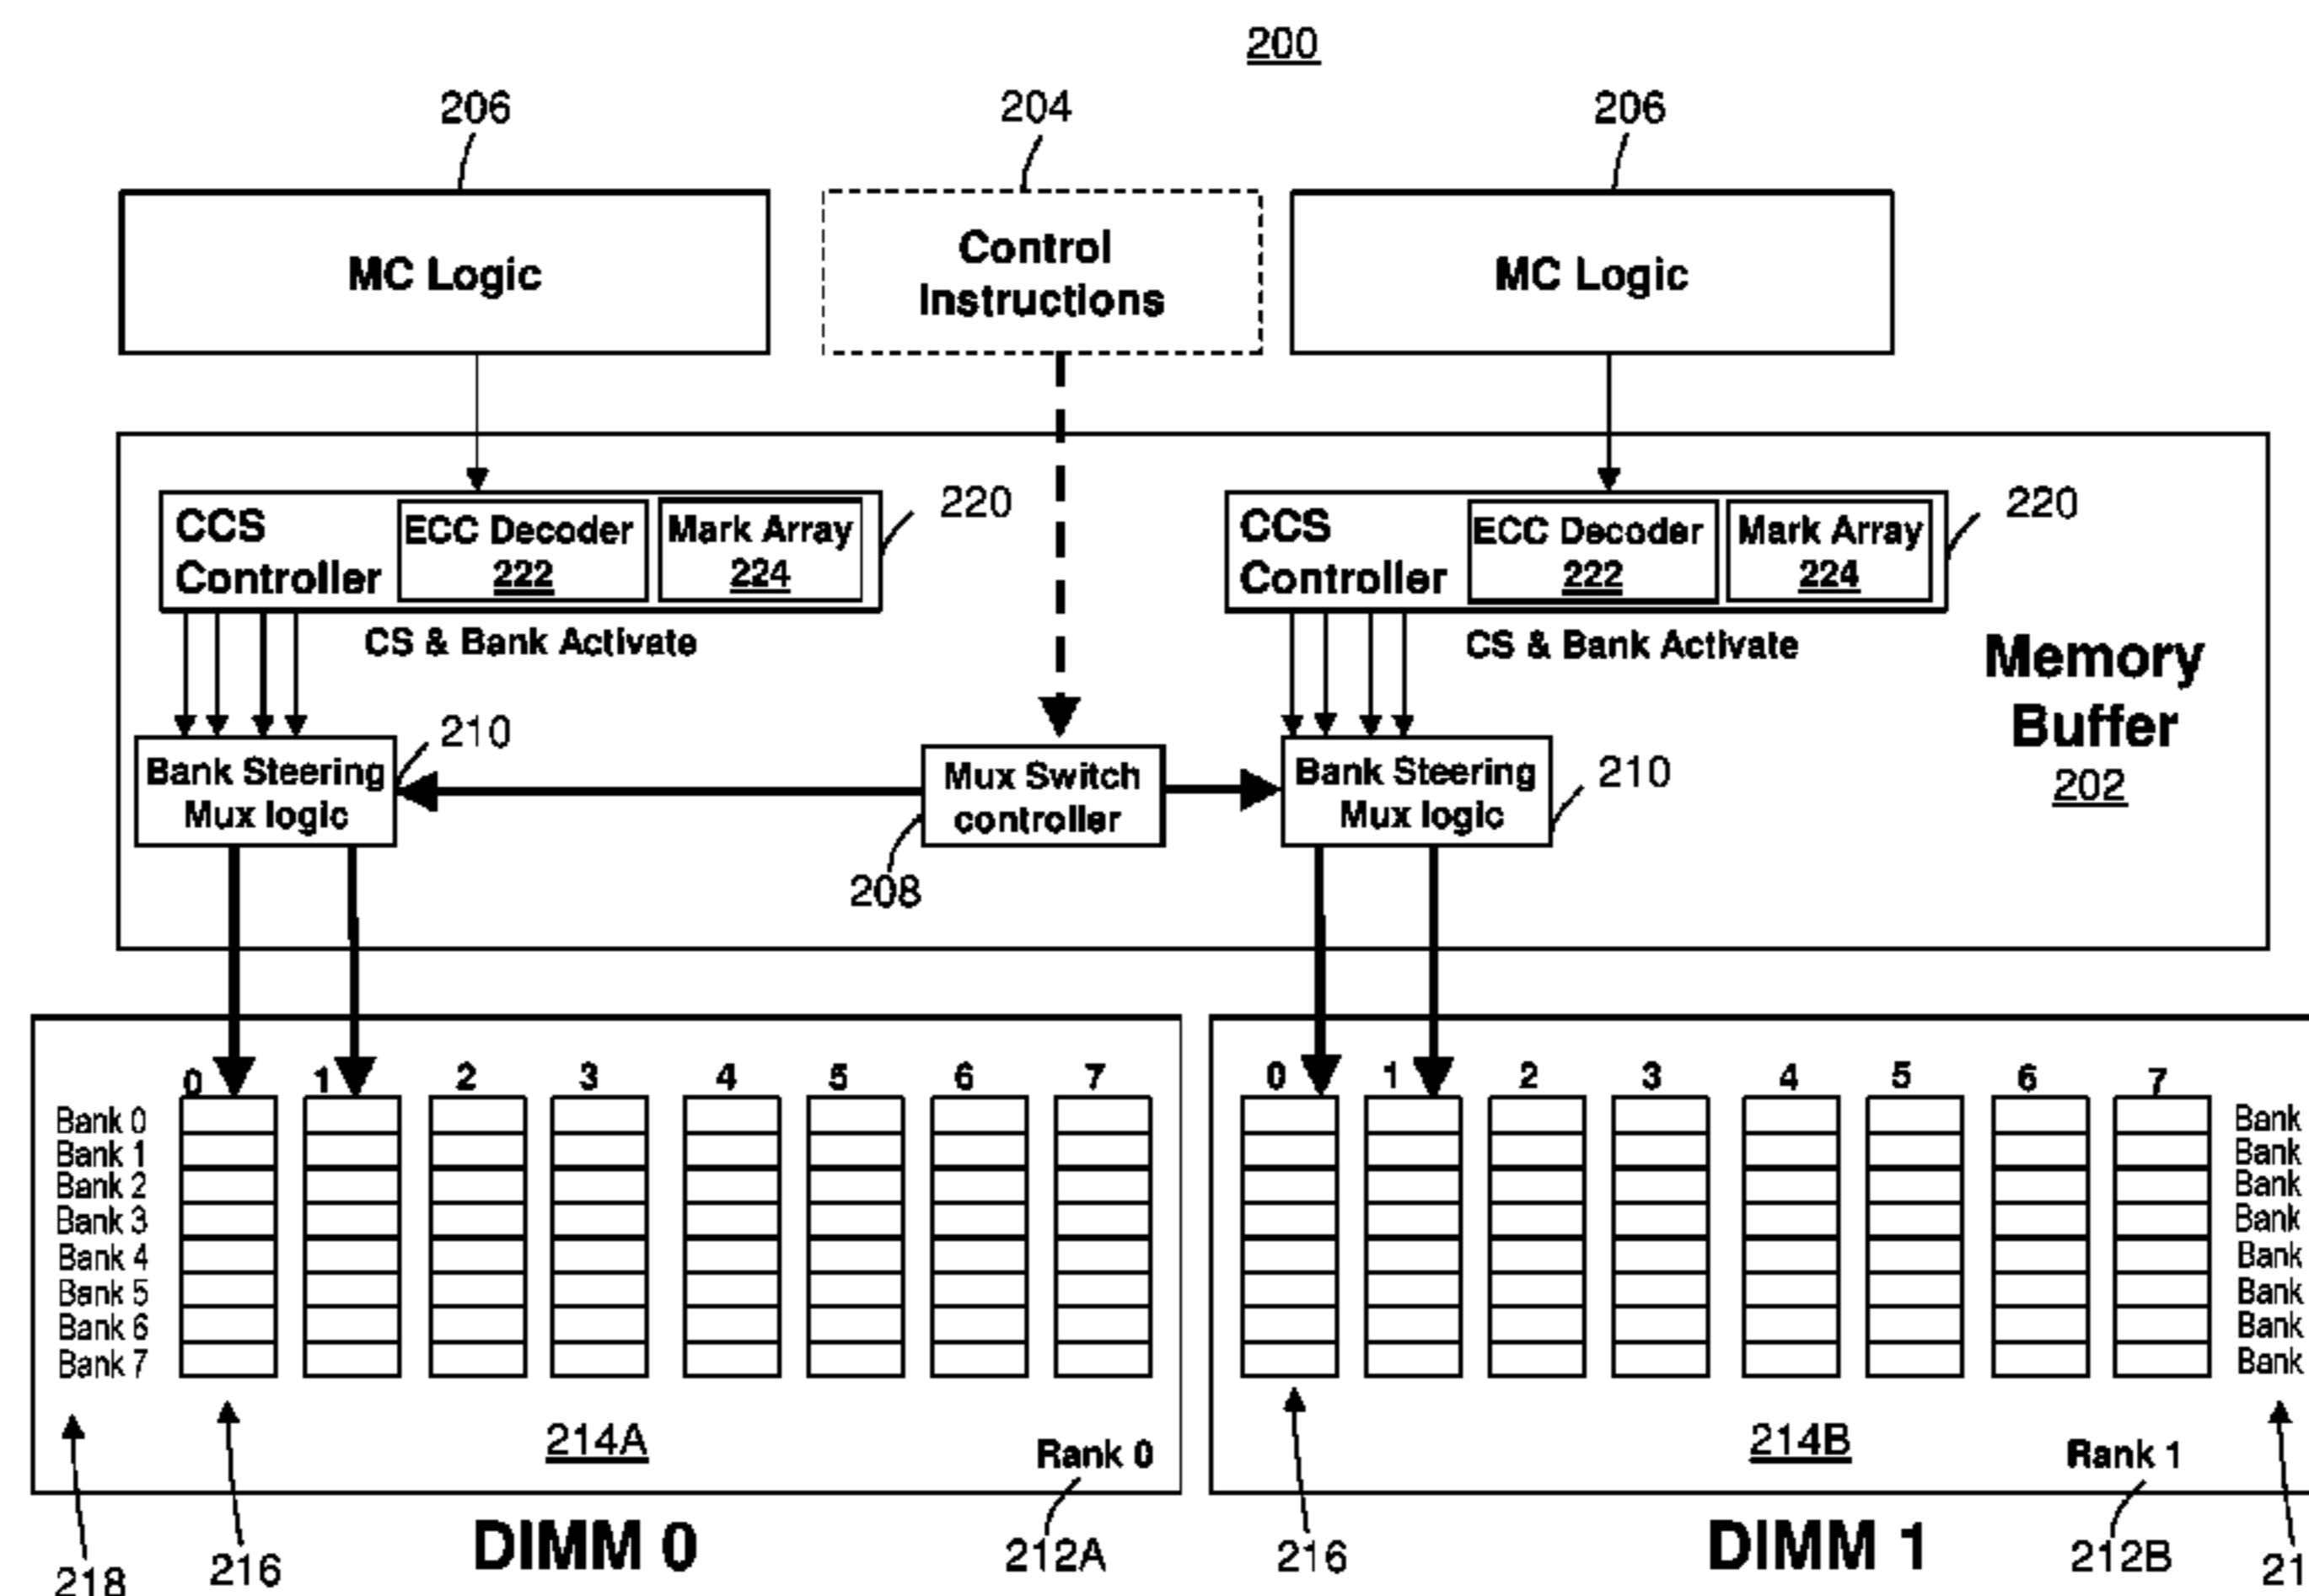 200
206
204
206
MC Logic
Control
Instructions
MC Logic
CCS
Controller
ECC Decoder
222
Mark Array
224
220
CCS
Controller
ECC Decoder
222
Mark Array
224
220
CS & Bank Activate
CS & Bank Activate
Memory
Buffer
202
Bank Steering
Mux logic
210
Mux Switch
controller
208
Bank Steering
Mux logic
210
0 1 2 3 4 5 6 7
Bank 0
Bank 1
Bank 2
Bank 3
Bank 4
Bank 5
Bank 6
Bank 7
214A
Rank 0
0 1 2 3 4 5 6 7
Bank
Bank
Bank
Bank
Bank
Bank
Bank
Bank
214B
Rank 1
218
216
DIMM 0
212A
216
DIMM 1
212B